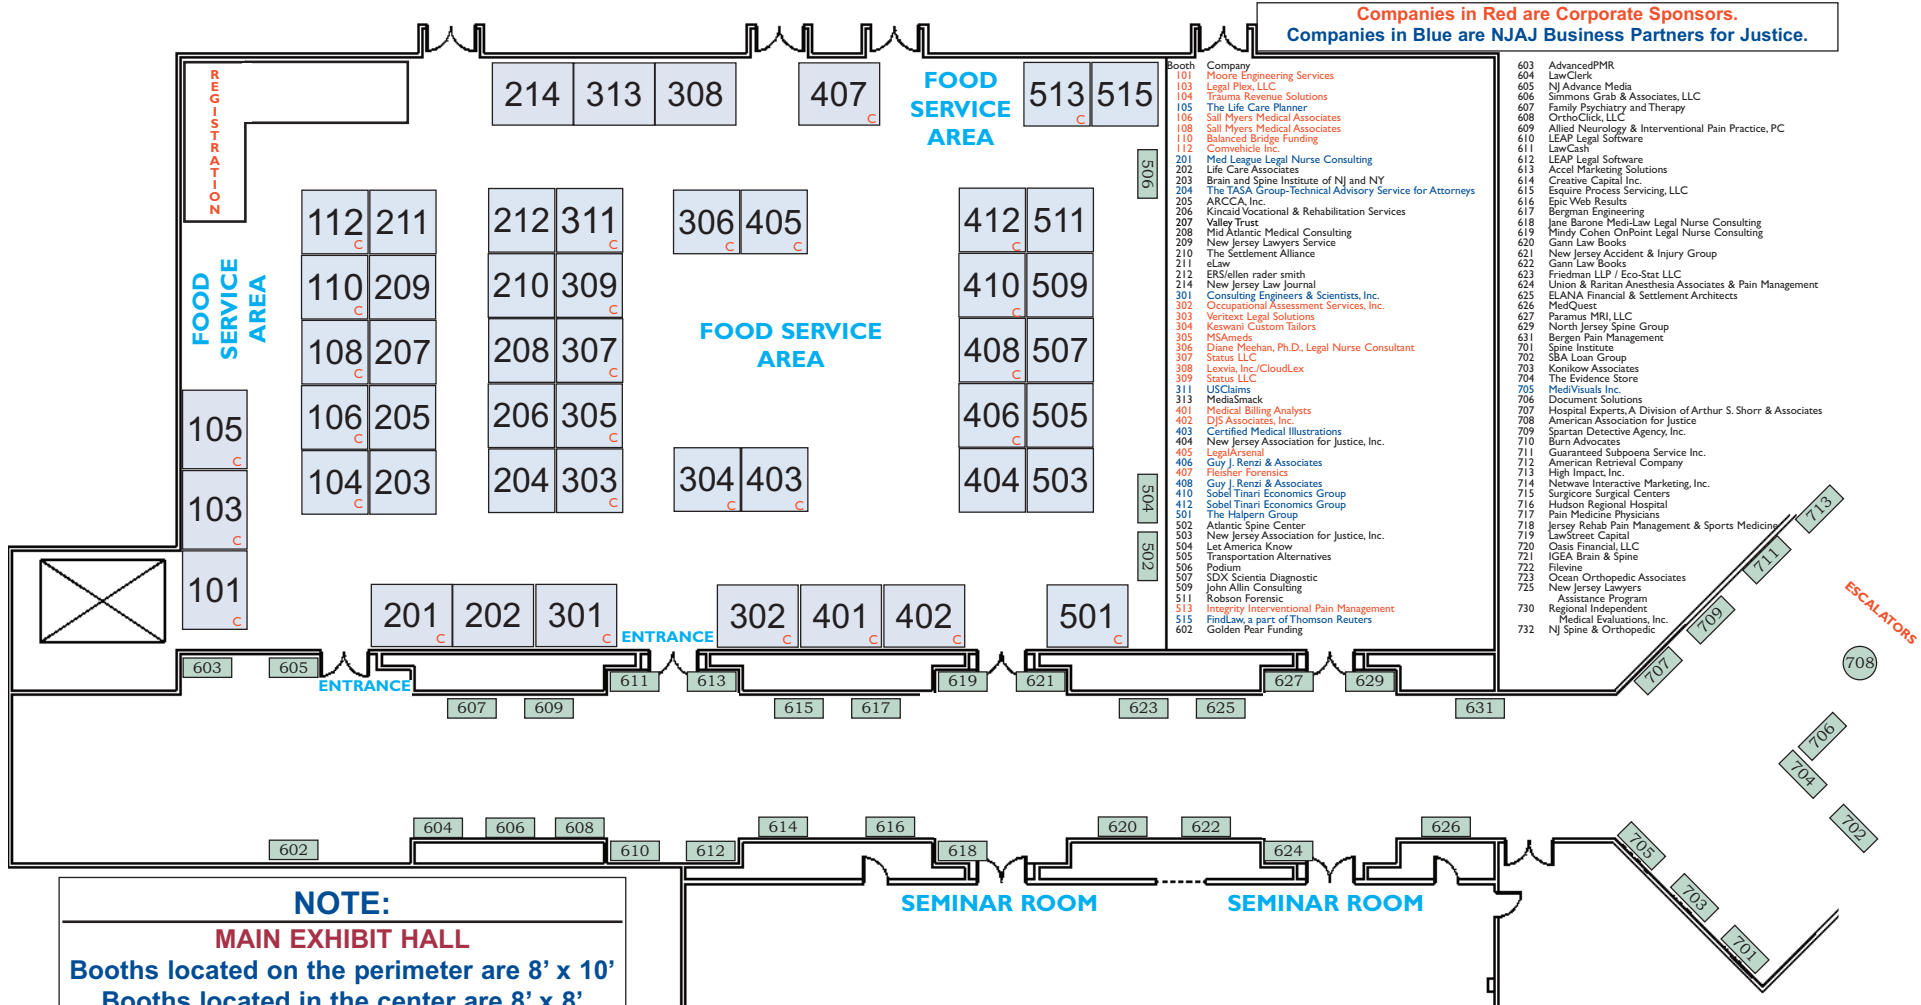 Companies in Red are Corporate Sponsors.
Companies in Blue are NJAJ Business Partners for Justice.
REGISTRATION
214 313 308 407 C
FOOD
SERVICE
AREA
513 C 515
506
112 C 211
212 311 C
306 C 405 C
412 C 511
110 C 209
210 309 C
410 C 509
FOOD
SERVICE
AREA
FOOD SERVICE
AREA
108 C 207
208 307 C
408 C 507
106 C 205
206 305 C
406 C 505
104 C 203
204 303 C
304 C 403 C
404 503
105 C
103 C
101 C
504
502
201 C 202 301 C
ENTRANCE
302 C 401 C 402 C
501 C
Booth Company
101 Moore Engineering Services
103 Legal Plex, LLC
104 Trauma Revenue Solutions
105 The Life Care Planner
106 Sall Myers Medical Associates
108 Sall Myers Medical Associates
110 Balanced Bridge Funding
112 Comvehicle Inc.
201 Med League Legal Nurse Consulting
202 Life Care Associates
203 Brain and Spine Institute of NJ and NY
204 The TASA Group-Technical Advisory Service for Attorneys
205 ARCCA, Inc.
206 Kincaid Vocational & Rehabilitation Services
207 Valley Trust
208 Mid Atlantic Medical Consulting
209 New Jersey Lawyers Service
210 The Settlement Alliance
211 eLaw
212 ERS/ellen rader smith
214 New Jersey Law Journal
301 Consulting Engineers & Scientists, Inc.
302 Occupational Assessment Services, Inc.
303 Veritext Legal Solutions
304 Keswani Custom Tailors
305 MSAmeds
306 Diane Meehan, Ph.D., Legal Nurse Consultant
307 Status LLC
308 Lexvia, Inc./CloudLex
309 Status LLC
311 USClaims
313 MediaSmack
401 Medical Billing Analysts
402 DJS Associates, Inc.
403 Certified Medical Illustrations
404 New Jersey Association for Justice, Inc.
405 LegalArsenal
406 Guy J. Renzi & Associates
407 Fleisher Forensics
408 Guy J. Renzi & Associates
410 Sobel Tinari Economics Group
412 Sobel Tinari Economics Group
501 The Halpern Group
502 Atlantic Spine Center
503 New Jersey Association for Justice, Inc.
504 Let America Know
505 Transportation Alternatives
506 Podium
507 SDX Scientia Diagnostic
509 John Allin Consulting
511 Robson Forensic
513 Integrity Interventional Pain Management
515 FindLaw, a part of Thomson Reuters
602 Golden Pear Funding
603 AdvancedPMR
604 LawClerk
605 NJ Advance Media
606 Simmons Grab & Associates, LLC
607 Family Psychiatry and Therapy
608 OrthoClick, LLC
609 Allied Neurology & Interventional Pain Practice, PC
610 LEAP Legal Software
611 LawCash
612 LEAP Legal Software
613 Accel Marketing Solutions
614 Creative Capital Inc.
615 Esquire Process Servicing, LLC
616 Epic Web Results
617 Bergman Engineering
618 Jane Barone Medi-Law Legal Nurse Consulting
619 Mindy Cohen OnPoint Legal Nurse Consulting
620 Gann Law Books
621 New Jersey Accident & Injury Group
622 Gann Law Books
623 Friedman LLP / Eco-Stat LLC
624 Union & Raritan Anesthesia Associates & Pain Management
625 ELANA Financial & Settlement Architects
626 MedQuest
627 Paramus MRI, LLC
629 North Jersey Spine Group
631 Bergen Pain Management
701 Spine Institute
702 SBA Loan Group
703 Konikow Associates
704 The Evidence Store
705 MediVisuals Inc.
706 Document Solutions
707 Hospital Experts, A Division of Arthur S. Shorr & Associates
708 American Association for Justice
709 Spartan Detective Agency, Inc.
710 Burn Advocates
711 Guaranteed Subpoena Service Inc.
712 American Retrieval Company
713 High Impact, Inc.
714 Netwave Interactive Marketing, Inc.
715 Surgicore Surgical Centers
716 Hudson Regional Hospital
717 Pain Medicine Physicians
718 Jersey Rehab Pain Management & Sports Medicine
719 LawStreet Capital
720 Oasis Financial, LLC
721 IGEA Brain & Spine
722 Filevine
723 Ocean Orthopedic Associates
725 New Jersey Lawyers
Assistance Program
730 Regional Independent
Medical Evaluations, Inc.
732 NJ Spine & Orthopedic
713
711
709
707
ESCALATORS
708
603 605
ENTRANCE
611 613 619 621 627 629
607 609 615 617 623 625 631
706
704
702
604 606 608 614 616 620 622 626
602 610 612 618 624
705
703
701
SEMINAR ROOM SEMINAR ROOM
NOTE:
MAIN EXHIBIT HALL
Booths located on the perimeter are 8’ x 10’
Booths located in the center are 8’ x 8’